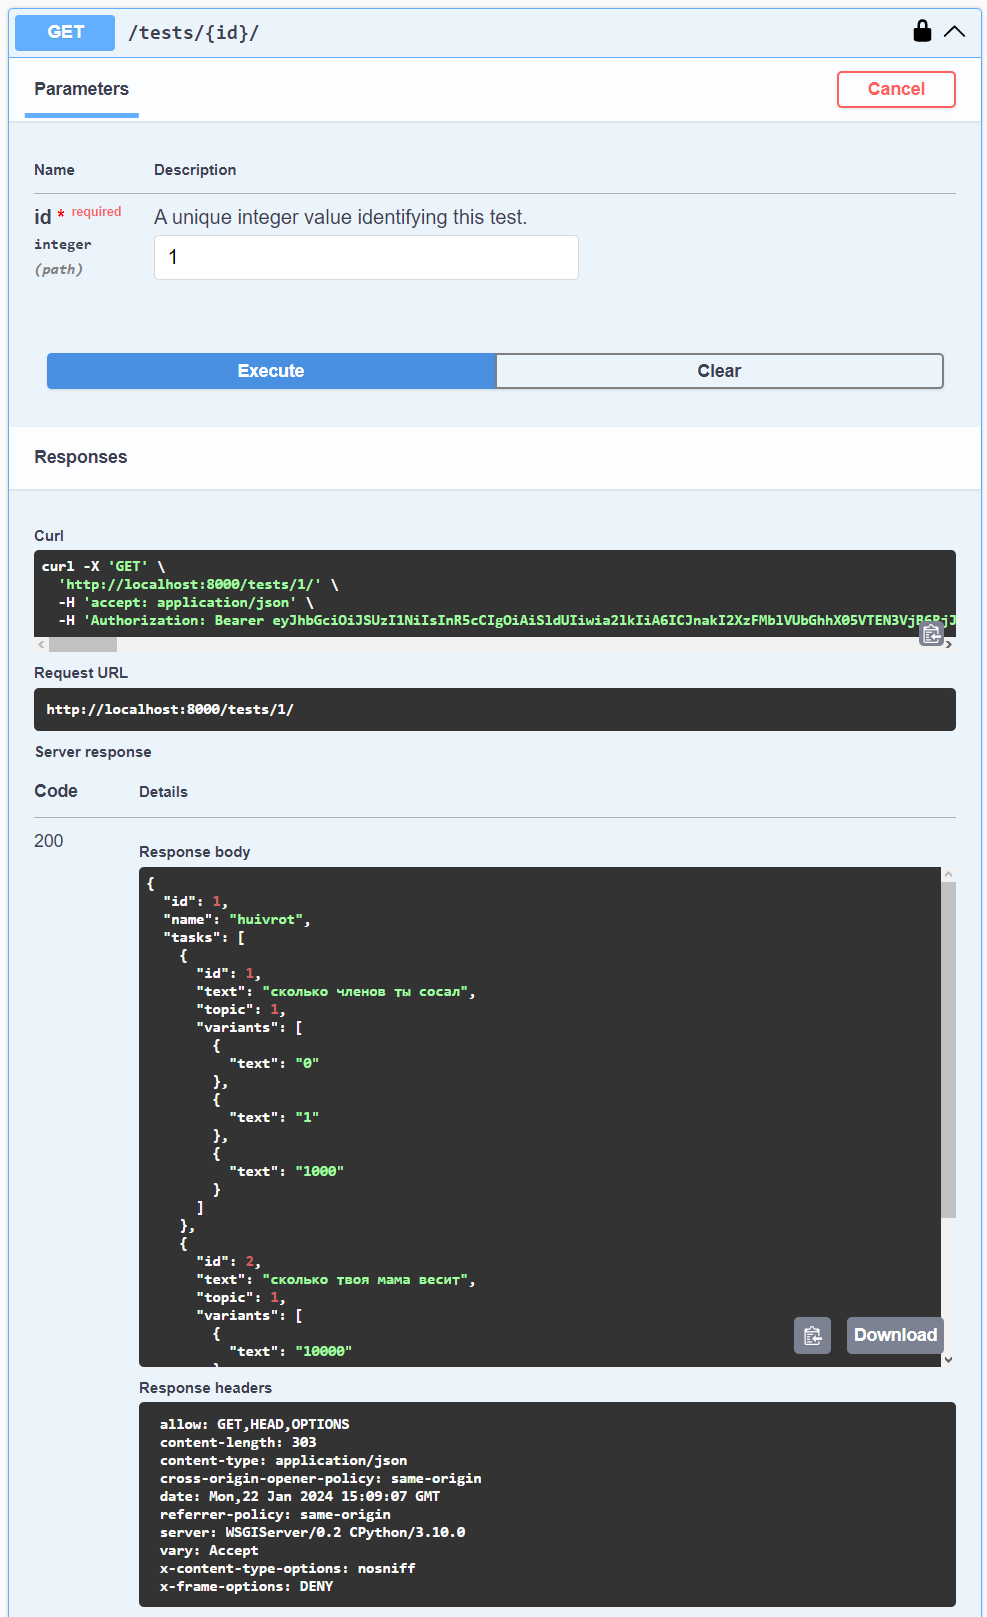 GET /tests/{id}/
Parameters
Cancel
Name Description
id * required A unique integer value identifying this test.
integer
(path)
1
Execute Clear
Responses
Curl
curl -X 'GET' \
  'http://localhost:8000/tests/1/' \
  -H 'accept: application/json' \
  -H 'Authorization: Bearer
Request URL
http://localhost:8000/tests/1/
Server response
Code Details
200
Response body
{
  "id": 1,
  "name": "huivrot",
  "tasks": [
    {
      "id": 1,
      "text": "сколько членов ты сосал",
      "topic": 1,
      "variants": [
        {
          "text": "0"
        },
        {
          "text": "1"
        },
        {
          "text": "1000"
        }
      ]
    },
    {
      "id": 2,
      "text": "сколько твоя мама весит",
      "topic": 1,
      "variants": [
        {
          "text": "10000"
Download
Response headers
allow: GET,HEAD,OPTIONS
content-length: 303
content-type: application/json
cross-origin-opener-policy: same-origin
date: Mon,22 Jan 2024 15:09:07 GMT
referrer-policy: same-origin
server: WSGIServer/0.2 CPython/3.10.0
vary: Accept
x-content-type-options: nosniff
x-frame-options: DENY